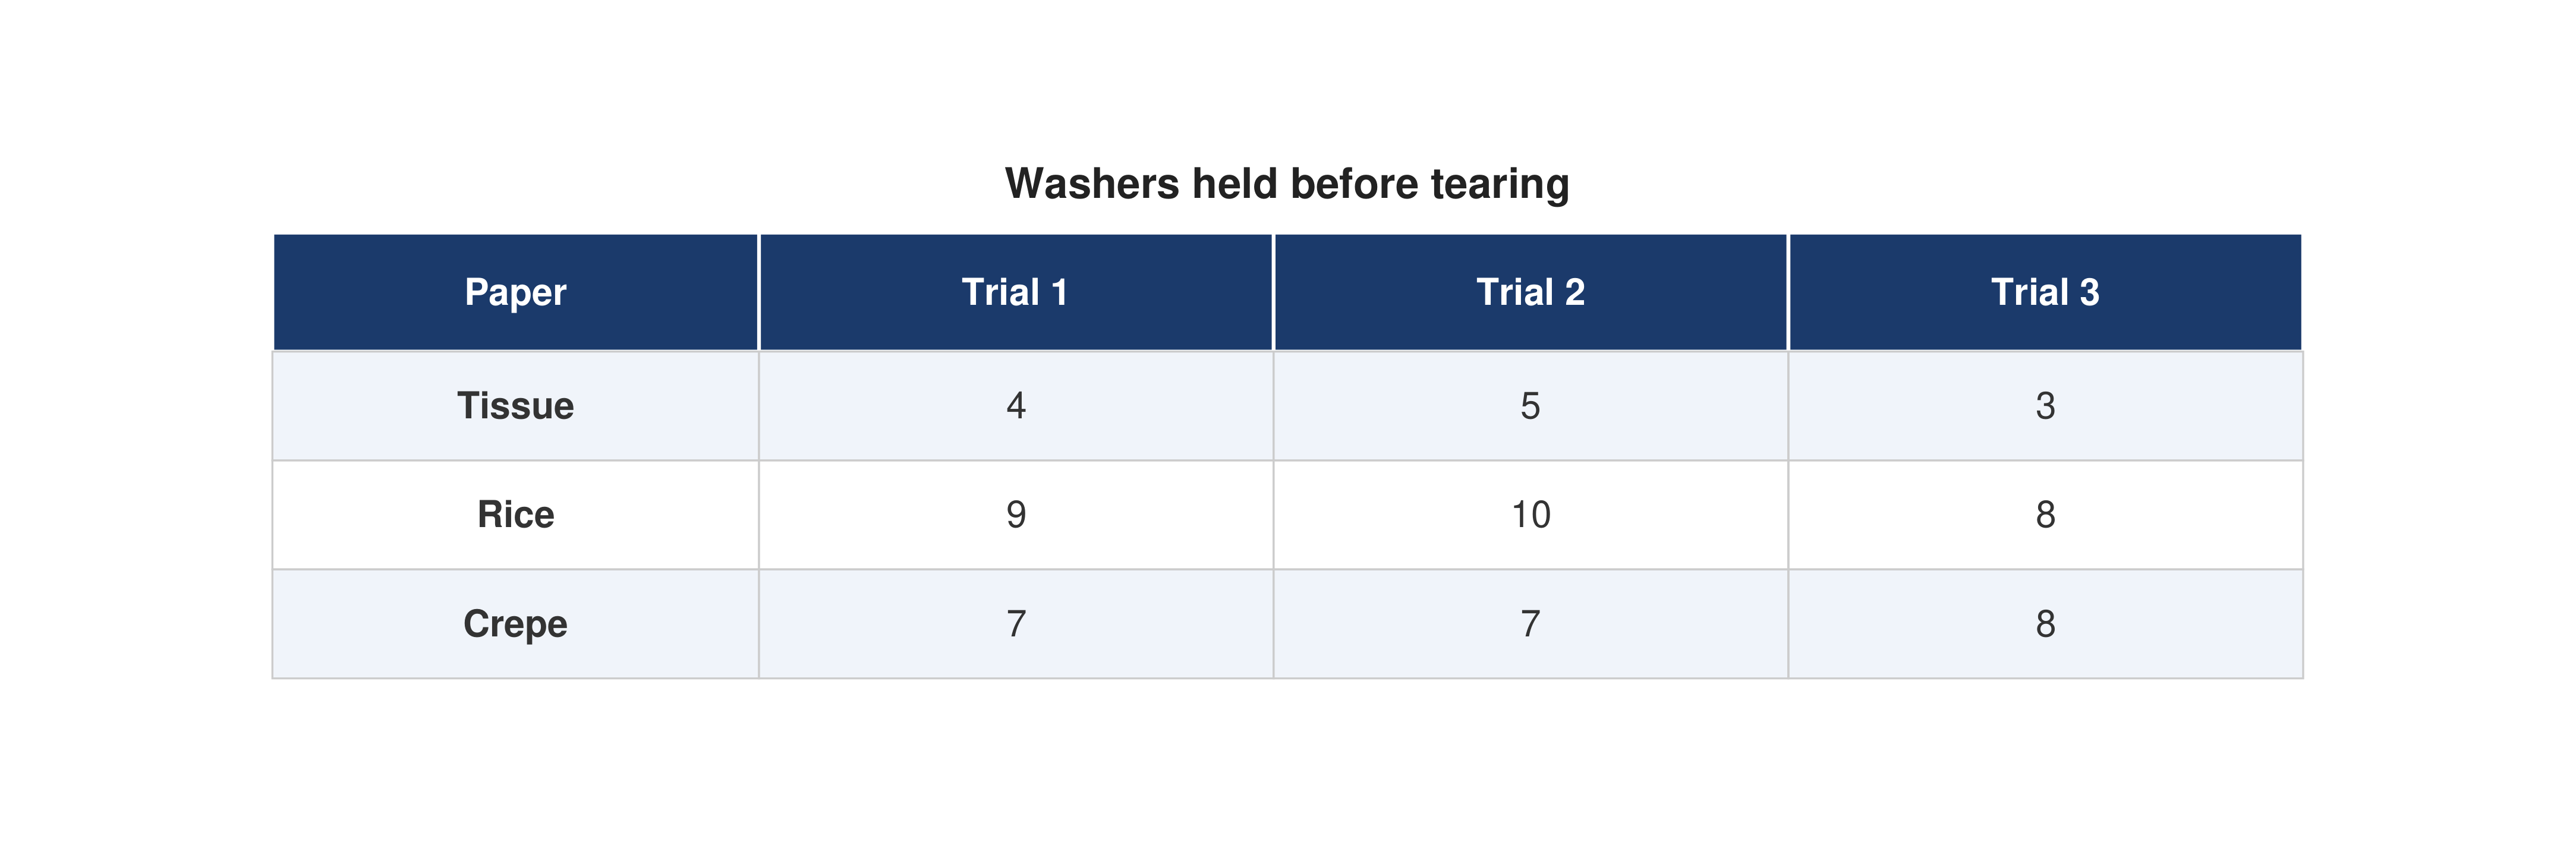 Washers held before tearing
Paper Trial 1 Trial 2 Trial 3
Tissue 4 5 3
Rice 9 10 8
Crepe 7 7 8